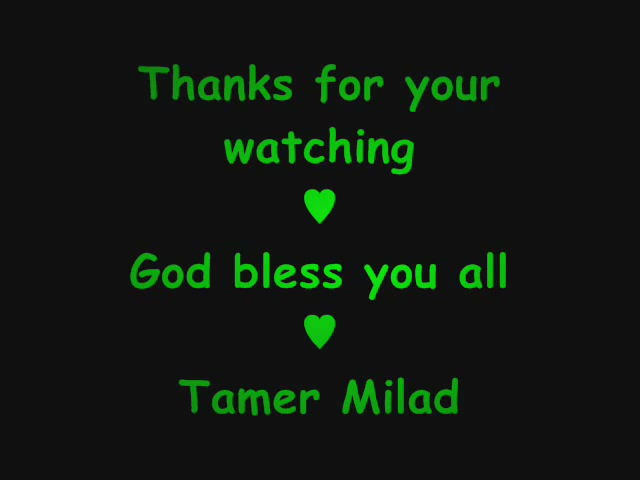 Thanks for your
watching
♥
God bless you all
♥
Tamer Milad